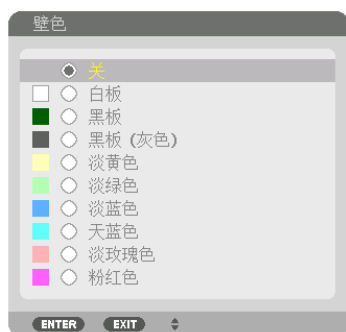 壁色
关
白板
黑板
黑板 (灰色)
淡黄色
淡绿色
淡蓝色
天蓝色
淡玫瑰色
粉红色
ENTER EXIT